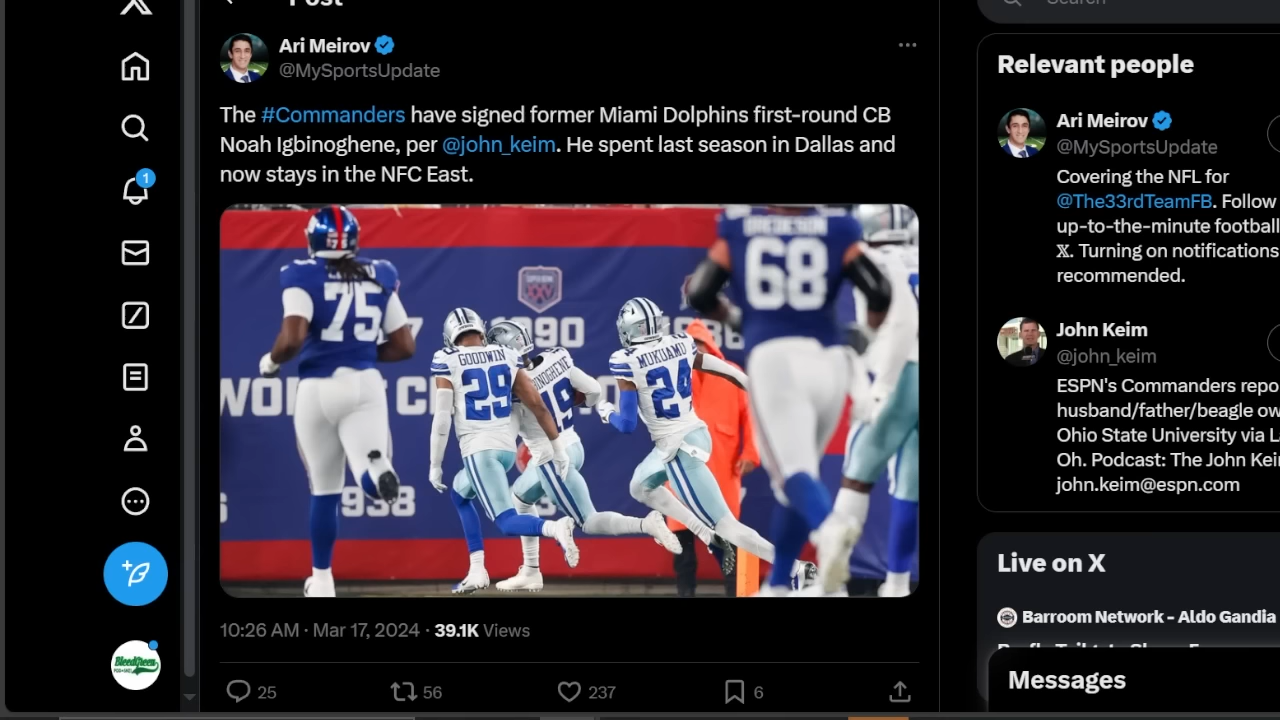 Post
Search
Ari Meirov
@MySportsUpdate
The #Commanders have signed former Miami Dolphins first-round CB
Noah Igbinoghene, per @john_keim. He spent last season in Dallas and
now stays in the NFC East.
75
68
1990
GOODWIN
29
19
MUKUAMU
24
938
10:26 AM · Mar 17, 2024 · 39.1K Views
25
56
237
6
1
BleedGreen
Relevant people
Ari Meirov
@MySportsUpdate
Covering the NFL for
@The33rdTeamFB. Follow
up-to-the-minute football
𝕏. Turning on notifications
recommended.
John Keim
@john_keim
ESPN's Commanders repo
husband/father/beagle ow
Ohio State University via L
Oh. Podcast: The John Kei
john.keim@espn.com
Live on X
Barroom Network - Aldo Gandia
Messages